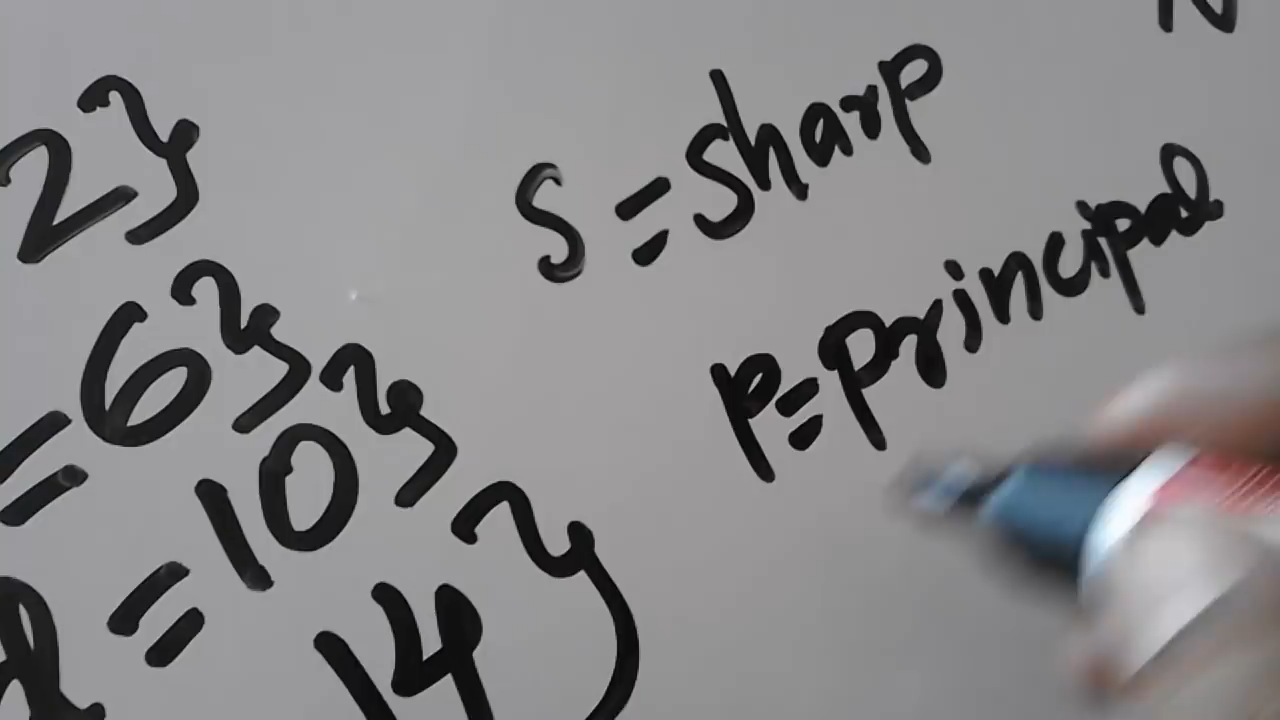 2}
=6}
=10}
14}
S=Sharp
P=Principal